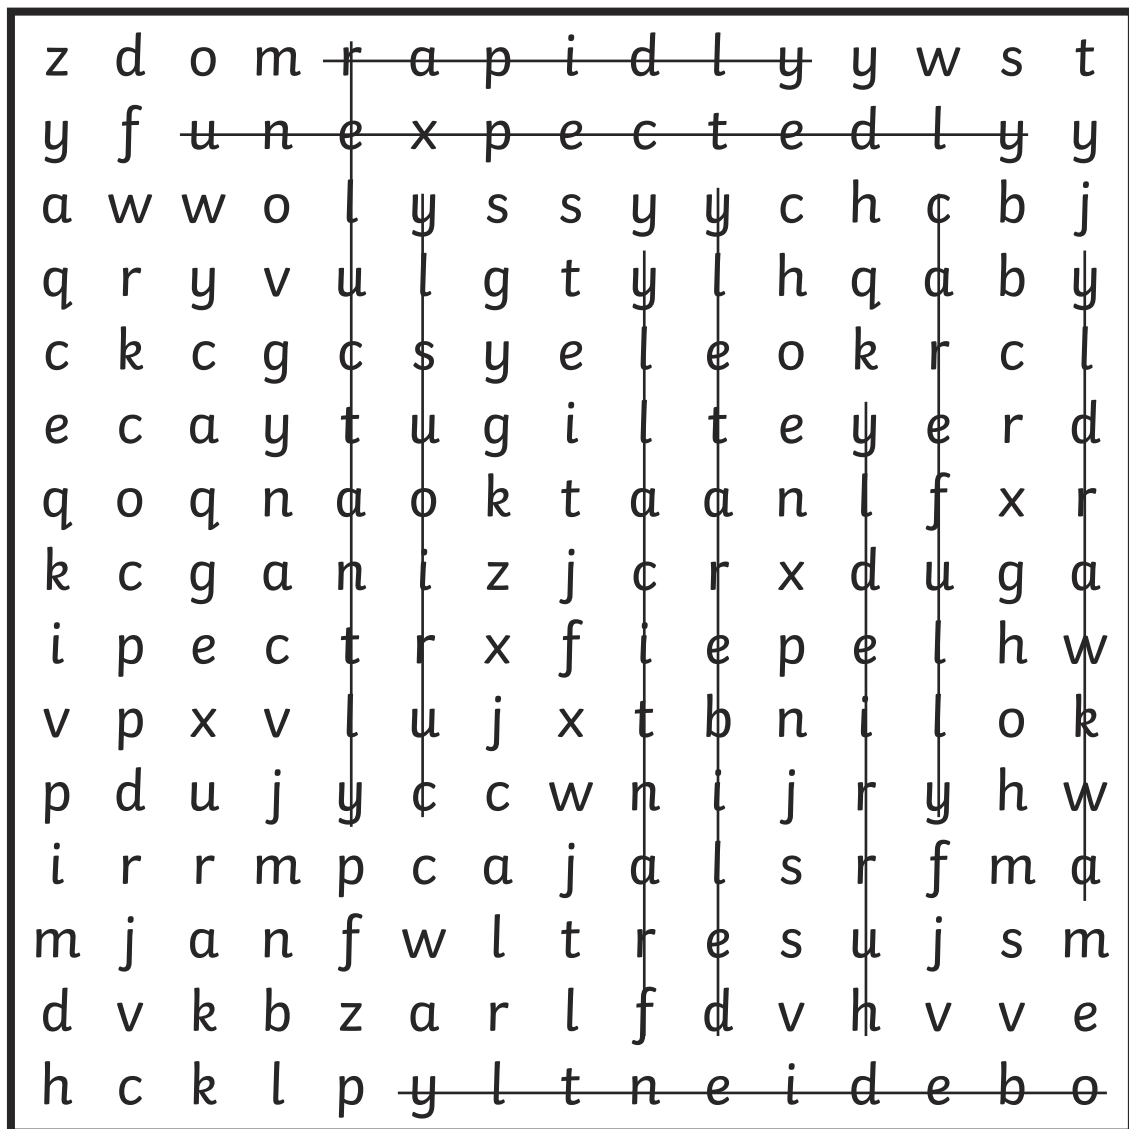 z d o m r a p i d l y y w s t
y f u n e x p e c t e d l y y
a w w o l y s s y y c h c b j
q r y v u l g t y l h q a b y
c k c g c s y e l e o k r c l
e c a y t u g i l t e y e r d
q o q n a o k t a a n l f x r
k c g a n i z j c r x d u g a
i p e c t r x f i e p e l h w
v p x v l u j x t b n i l o k
p d u j y c c w n i j r y h w
i r r m p c a j a l s r f m a
m j a n f w l t r e s u j s m
d v k b z a r l f d v h v v e
h c k l p y l t n e i d e b o